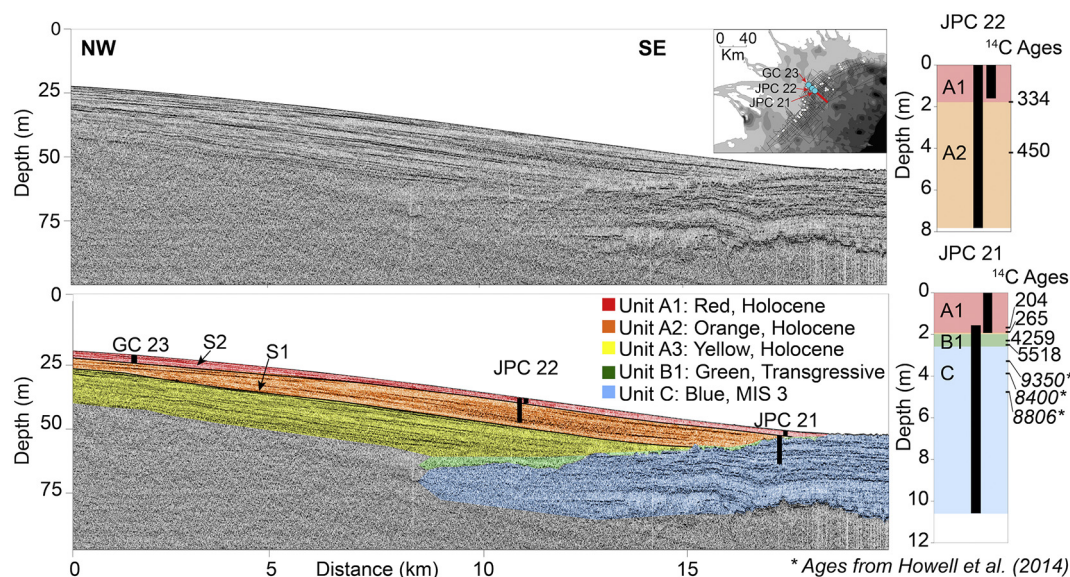 NW
SE
0
25
50
75
Depth (m)
0 40
Km
GC 23
JPC 22
JPC 21
JPC 22
¹⁴C Ages
0
2
4
6
8
Depth (m)
A1
A2
334
450
0
25
50
75
Depth (m)
0
5
10
15
Distance (km)
GC 23
S2
S1
JPC 22
JPC 21
Unit A1: Red, Holocene
Unit A2: Orange, Holocene
Unit A3: Yellow, Holocene
Unit B1: Green, Transgressive
Unit C: Blue, MIS 3
JPC 21
¹⁴C Ages
0
2
4
6
8
10
12
Depth (m)
A1
B1
C
204
265
4259
5518
9350*
8400*
8806*
* Ages from Howell et al. (2014)